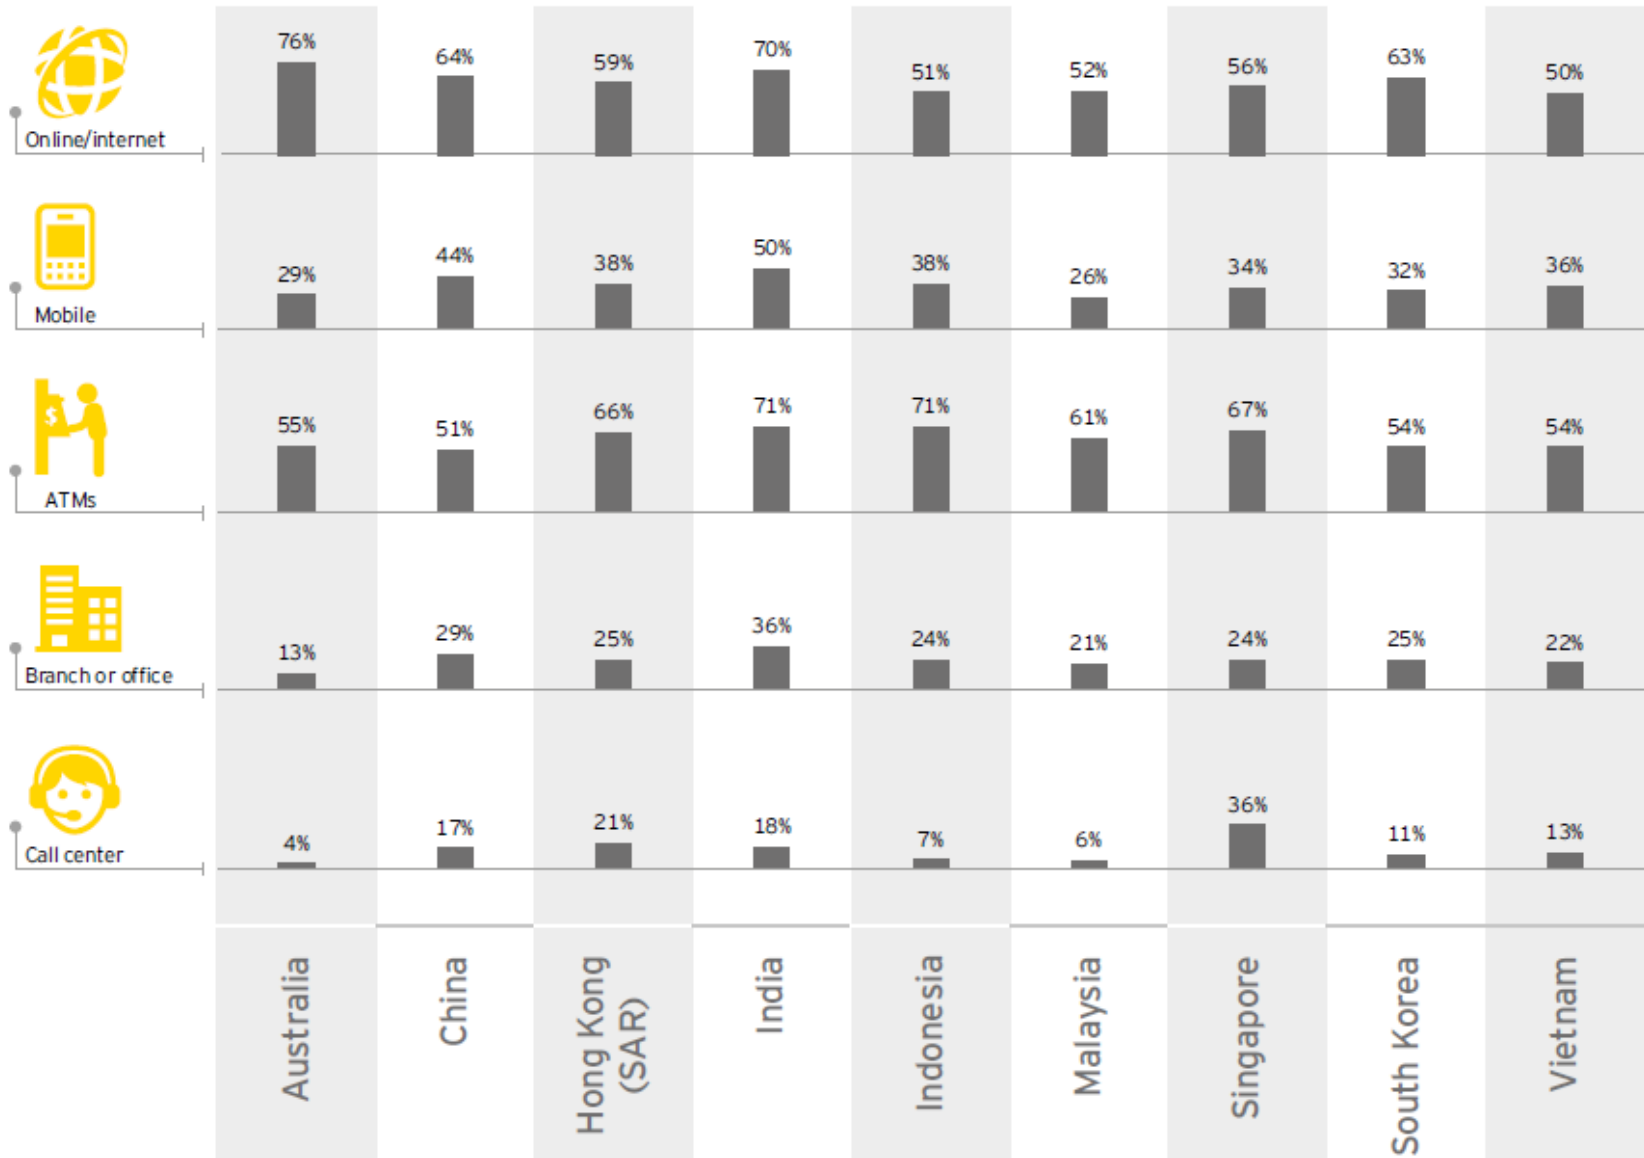 76% 64% 59% 70% 51% 52% 56% 63% 50%
Online/internet
29% 44% 38% 50% 38% 26% 34% 32% 36%
Mobile
$
55% 51% 66% 71% 71% 61% 67% 54% 54%
ATMs
13% 29% 25% 36% 24% 21% 24% 25% 22%
Branch or office
4% 17% 21% 18% 7% 6% 36% 11% 13%
Call center
Australia
China
Hong Kong
(SAR)
India
Indonesia
Malaysia
Singapore
South Korea
Vietnam